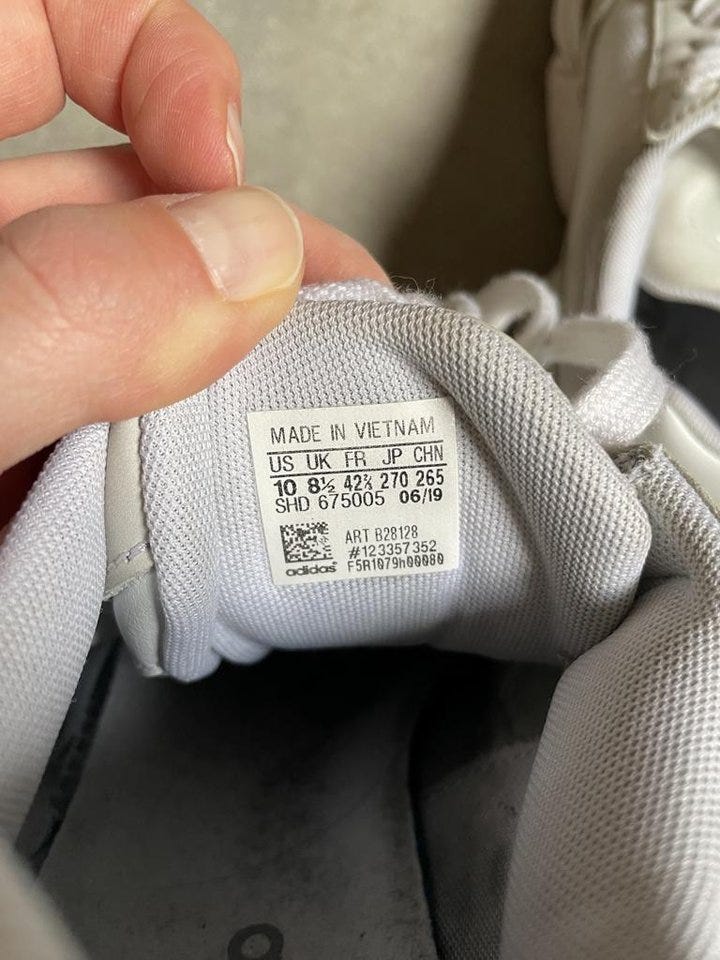 MADE IN VIETNAM
US UK FR JP CHN
10 8½ 42⅔ 270 265
SHD 675005 06/19
ART B28128
#123357352
adidas® F5R1079h00080